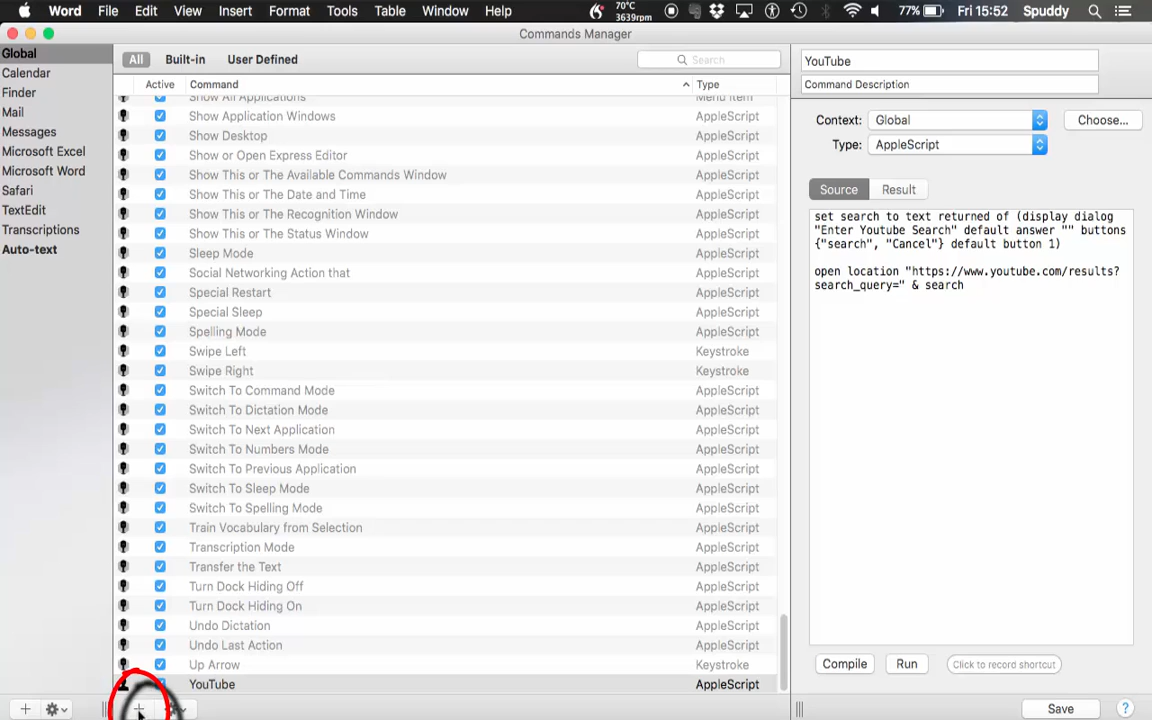 Word File Edit View Insert Format Tools Table Window Help 70°C 3639rpm 77% Fri 15:52 Spuddy
Commands Manager
Global
Calendar
Finder
Mail
Messages
Microsoft Excel
Microsoft Word
Safari
TextEdit
Transcriptions
Auto-text
All Built-in User Defined Search
Active Command Type
Show All Applications Menu Item
Show Application Windows AppleScript
Show Desktop AppleScript
Show or Open Express Editor AppleScript
Show This or The Available Commands Window AppleScript
Show This or The Date and Time AppleScript
Show This or The Recognition Window AppleScript
Show This or The Status Window AppleScript
Sleep Mode AppleScript
Social Networking Action that AppleScript
Special Restart AppleScript
Special Sleep AppleScript
Spelling Mode AppleScript
Swipe Left Keystroke
Swipe Right Keystroke
Switch To Command Mode AppleScript
Switch To Dictation Mode AppleScript
Switch To Next Application AppleScript
Switch To Numbers Mode AppleScript
Switch To Previous Application AppleScript
Switch To Sleep Mode AppleScript
Switch To Spelling Mode AppleScript
Train Vocabulary from Selection AppleScript
Transcription Mode AppleScript
Transfer the Text AppleScript
Turn Dock Hiding Off AppleScript
Turn Dock Hiding On AppleScript
Undo Dictation AppleScript
Undo Last Action AppleScript
Up Arrow Keystroke
YouTube AppleScript
YouTube
Command Description
Context: Global Choose...
Type: AppleScript
Source Result
set search to text returned of (display dialog
"Enter Youtube Search" default answer "" buttons
{"search", "Cancel"} default button 1)
open location "https://www.youtube.com/results?
search_query=" & search
Compile Run Click to record shortcut
Save ?